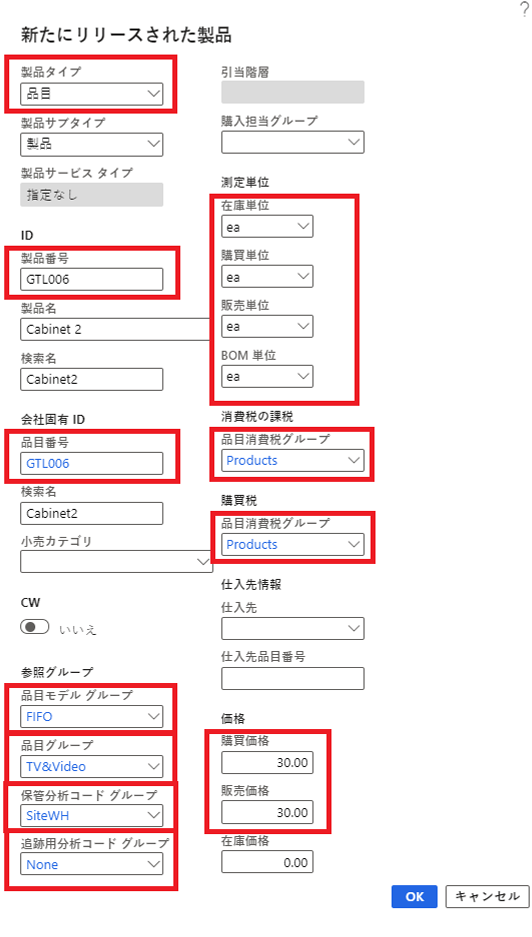 ?
新たにリリースされた製品
製品タイプ
品目
製品サブタイプ
製品
製品サービス タイプ
指定なし
ID
製品番号
GTL006
製品名
Cabinet 2
検索名
Cabinet2
会社固有 ID
品目番号
GTL006
検索名
Cabinet2
小売カテゴリ
CW
いいえ
参照グループ
品目モデル グループ
FIFO
品目グループ
TV&Video
保管分析コード グループ
SiteWH
追跡用分析コード グループ
None
引当階層
購入担当グループ
測定単位
在庫単位
ea
購買単位
ea
販売単位
ea
BOM 単位
ea
消費税の課税
品目消費税グループ
Products
購買税
品目消費税グループ
Products
仕入先情報
仕入先
仕入先品目番号
価格
購買価格
30.00
販売価格
30.00
在庫価格
0.00
OK
キャンセル